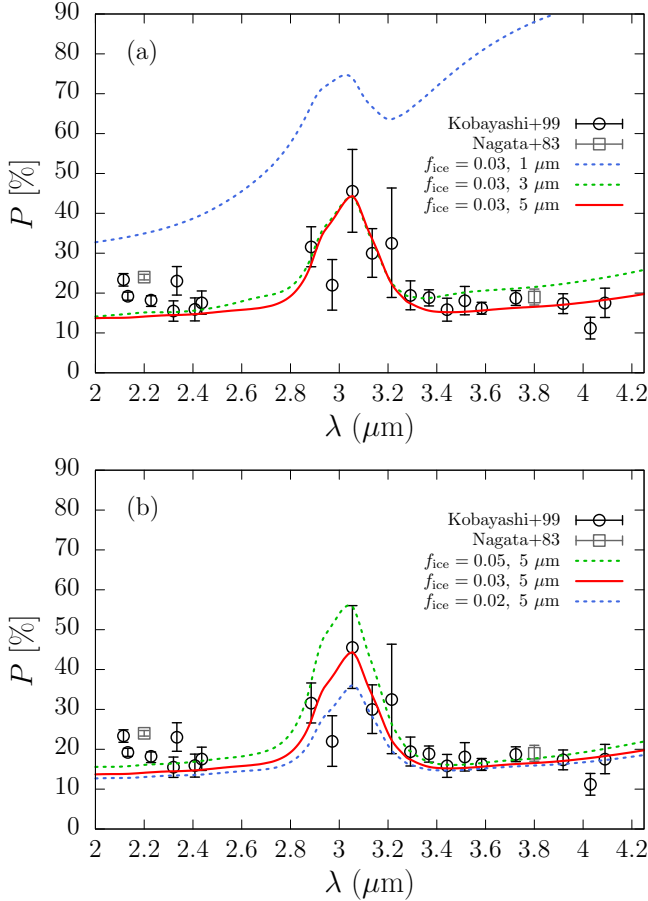 90
80
70
60
50
40
30
20
10
0
P [%]
(a)
Kobayashi+99
Nagata+83
f_ice = 0.03, 1 μm
f_ice = 0.03, 3 μm
f_ice = 0.03, 5 μm
2 2.2 2.4 2.6 2.8 3 3.2 3.4 3.6 3.8 4 4.2
λ (μm)
90
80
70
60
50
40
30
20
10
0
P [%]
(b)
Kobayashi+99
Nagata+83
f_ice = 0.05, 5 μm
f_ice = 0.03, 5 μm
f_ice = 0.02, 5 μm
2 2.2 2.4 2.6 2.8 3 3.2 3.4 3.6 3.8 4 4.2
λ (μm)